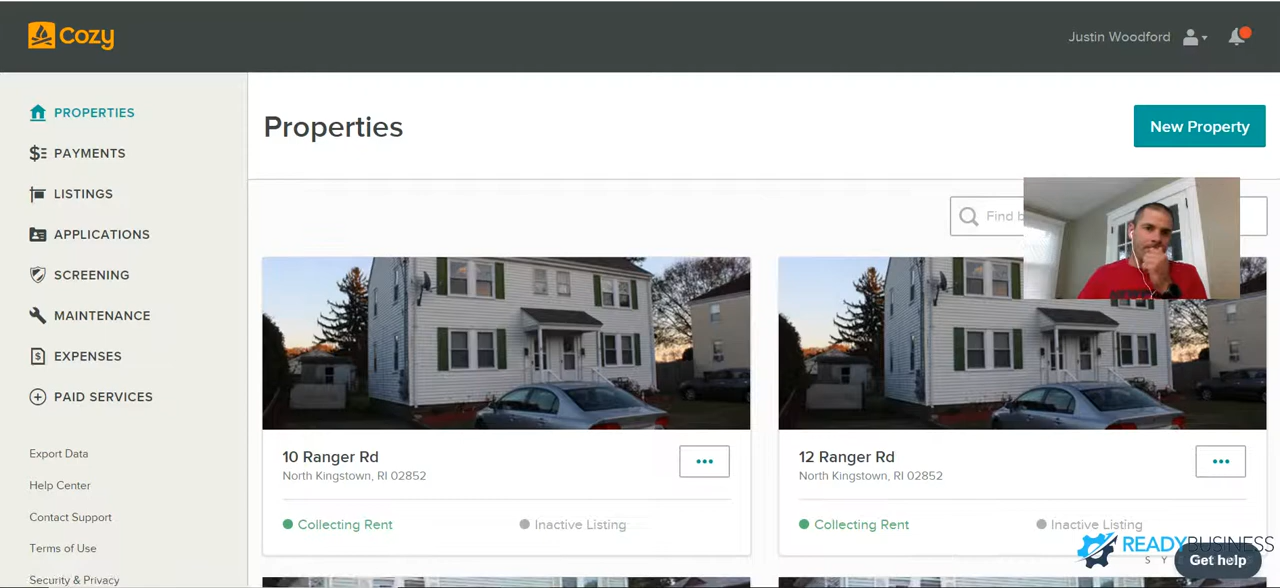 Cozy
Justin Woodford
PROPERTIES
PAYMENTS
LISTINGS
APPLICATIONS
SCREENING
MAINTENANCE
EXPENSES
PAID SERVICES
Export Data
Help Center
Contact Support
Terms of Use
Security & Privacy
Properties
New Property
Find
10 Ranger Rd
North Kingstown, RI 02852
Collecting Rent
Inactive Listing
12 Ranger Rd
North Kingstown, RI 02852
Collecting Rent
Inactive Listing
READYBUSINESS
Get help